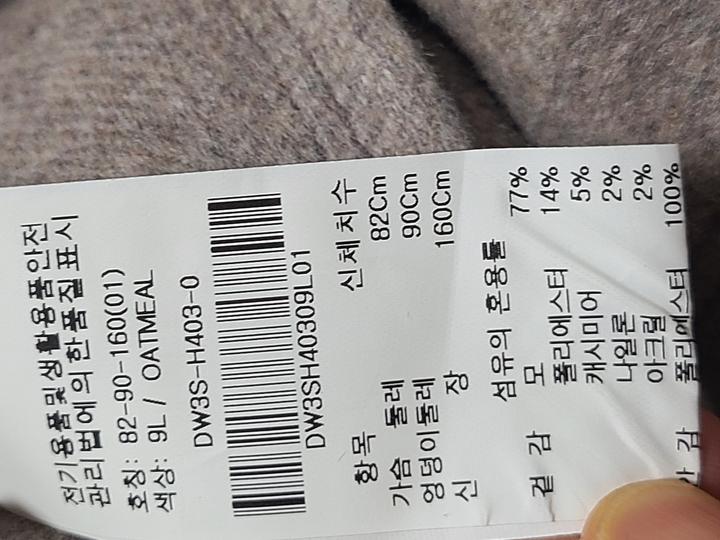 전기용품및생활용품안전
관리법에의한품질표시
호칭: 82-90-160(01)
색상: 9L / OATMEAL
DW3S-H403-0
DW3SH40309L01
항목 신체치수
가슴 둘레 82Cm
엉덩이둘레 90Cm
신 장 160Cm
섬유의 혼용률
겉 감 모 77%
폴리에스터 14%
캐시미어 5%
나일론 2%
아크릴 2%
안 감 폴리에스터 100%